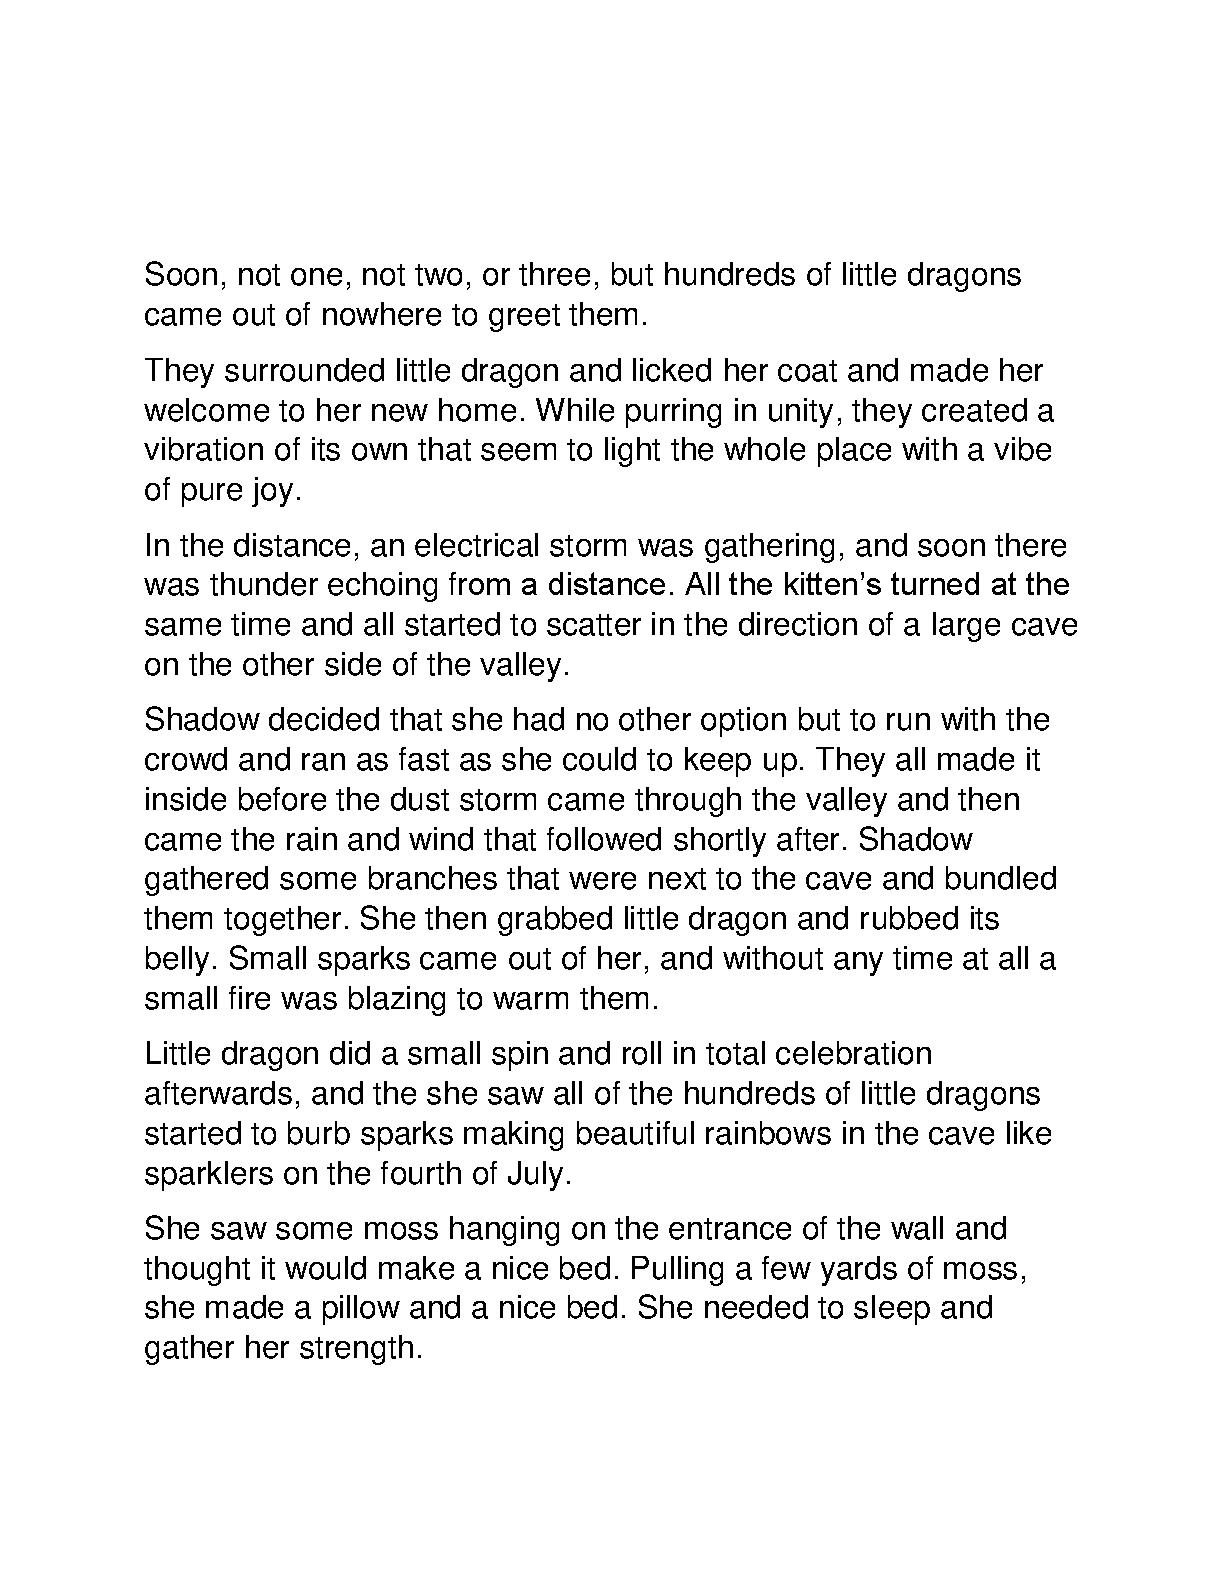 Soon, not one, not two, or three, but hundreds of little dragons
came out of nowhere to greet them.
They surrounded little dragon and licked her coat and made her
welcome to her new home. While purring in unity, they created a
vibration of its own that seem to light the whole place with a vibe
of pure joy.
In the distance, an electrical storm was gathering, and soon there
was thunder echoing from a distance. All the kitten’s turned at the
same time and all started to scatter in the direction of a large cave
on the other side of the valley.
Shadow decided that she had no other option but to run with the
crowd and ran as fast as she could to keep up. They all made it
inside before the dust storm came through the valley and then
came the rain and wind that followed shortly after. Shadow
gathered some branches that were next to the cave and bundled
them together. She then grabbed little dragon and rubbed its
belly. Small sparks came out of her, and without any time at all a
small fire was blazing to warm them.
Little dragon did a small spin and roll in total celebration
afterwards, and the she saw all of the hundreds of little dragons
started to burb sparks making beautiful rainbows in the cave like
sparklers on the fourth of July.
She saw some moss hanging on the entrance of the wall and
thought it would make a nice bed. Pulling a few yards of moss,
she made a pillow and a nice bed. She needed to sleep and
gather her strength.